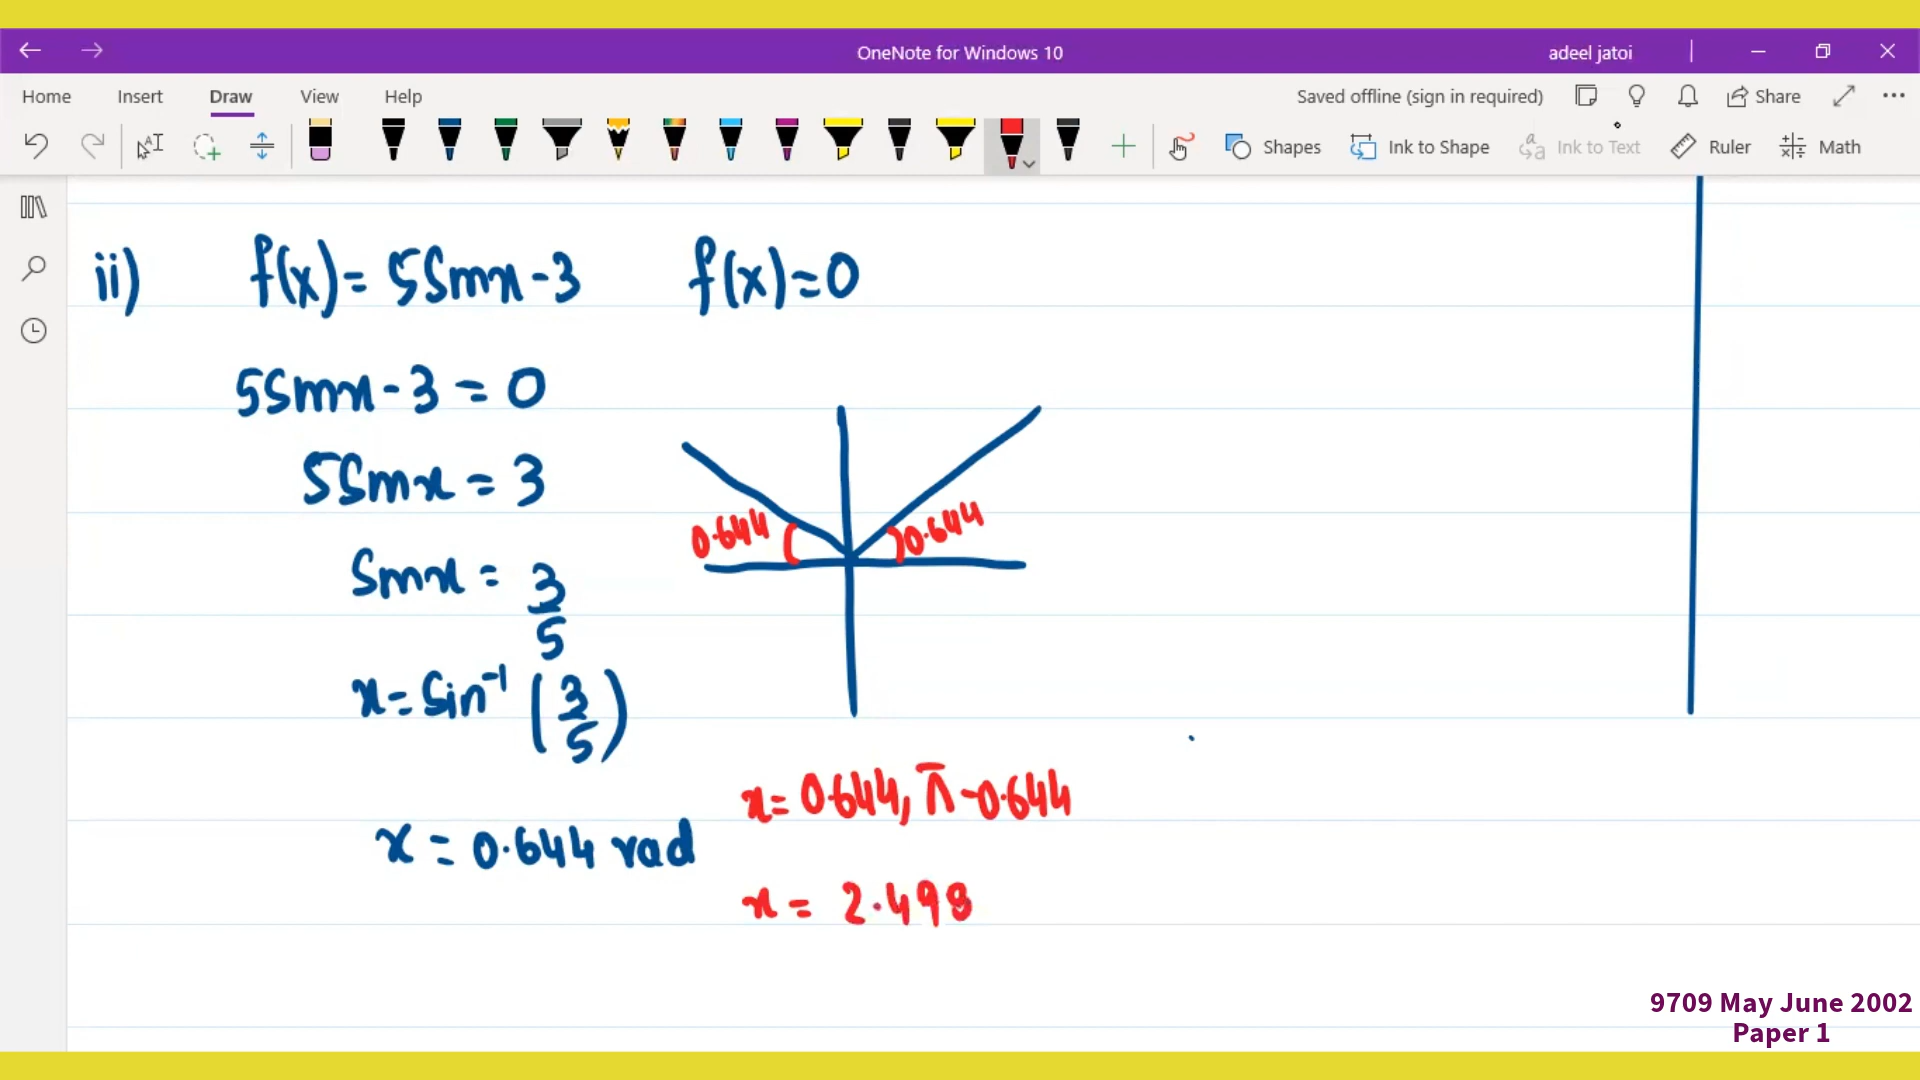 OneNote for Windows 10
adeel jatoi
Home Insert Draw View Help
Saved offline (sign in required)
Share
Shapes Ink to Shape Ink to Text Ruler Math
ii) f(x) = 5Sinx - 3 f(x) = 0
5Sinx - 3 = 0
5Sinx = 3
Sinx = 3/5
x = Sin⁻¹ (3/5)
x = 0.644 rad
0.644
0.644
x = 0.644, π - 0.644
x = 2.498
9709 May June 2002
Paper 1